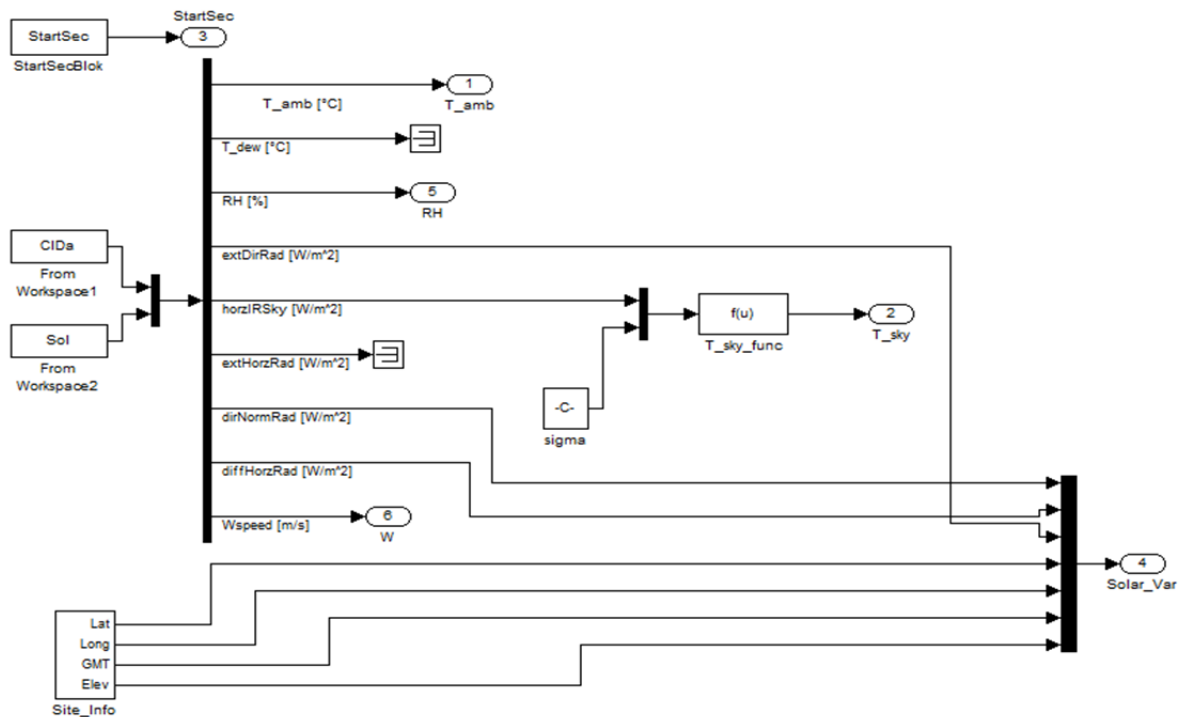 StartSec
StartSec
3
StartSecBlok
T_amb [°C]
1
T_amb
T_dew [°C]
RH [%]
5
RH
CIDa
From
Workspace1
extDirRad [W/m^2]
horzIRSky [W/m^2]
f(u)
T_sky_func
2
T_sky
Sol
From
Workspace2
extHorzRad [W/m^2]
-C-
sigma
dirNormRad [W/m^2]
diffHorzRad [W/m^2]
Wspeed [m/s]
6
W
4
Solar_Var
Lat
Long
GMT
Elev
Site_Info